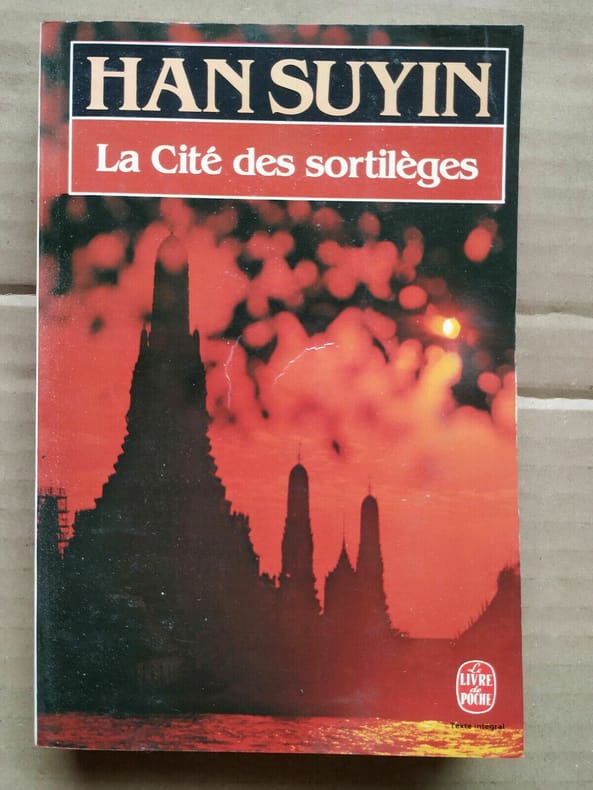 HAN SUYIN
La Cité des sortilèges
Le
LIVRE
de
POCHE
Texte intégral